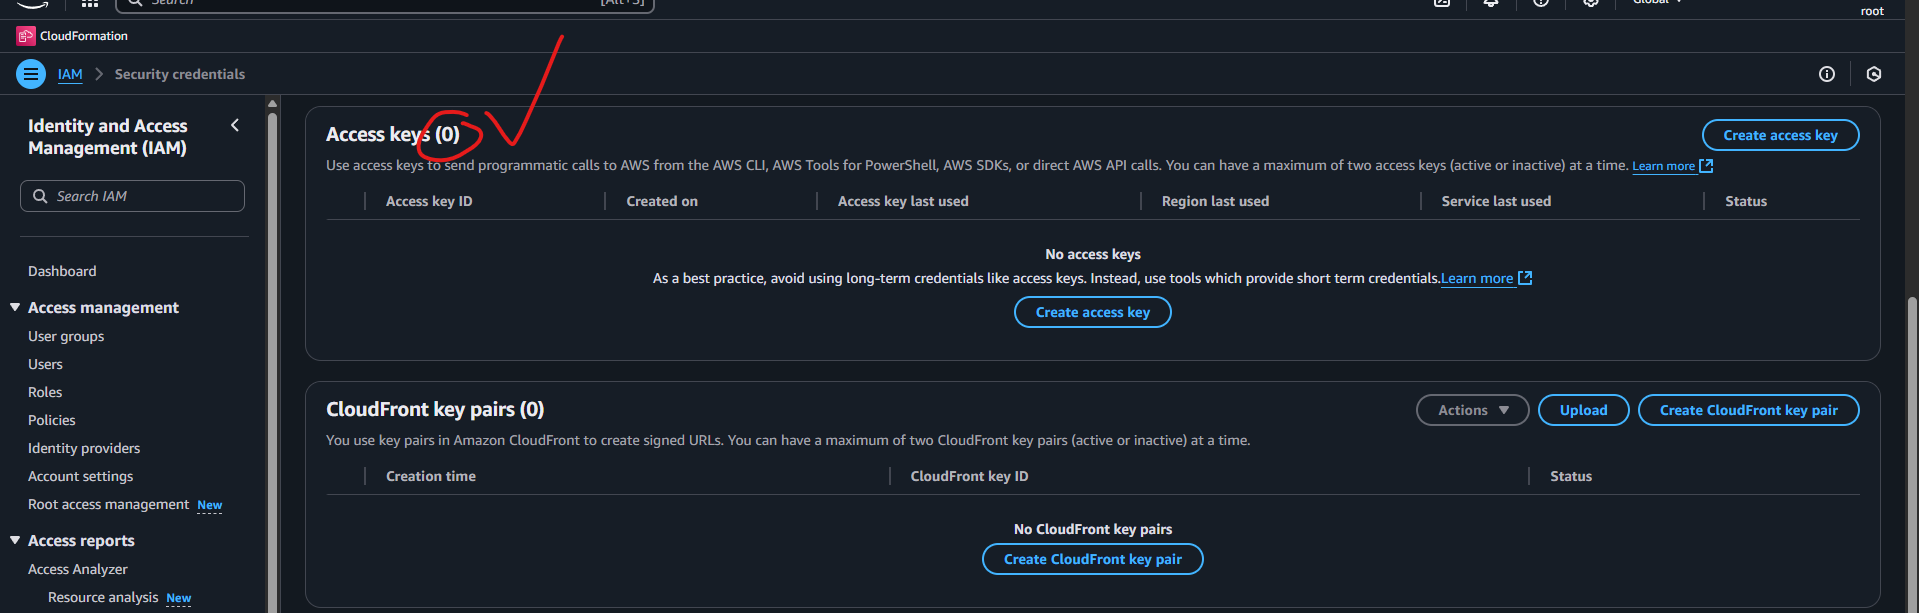 Search [Alt+S] Global
root
CloudFormation
IAM Security credentials
Identity and Access
Management (IAM)
Search IAM
Dashboard
Access management
User groups
Users
Roles
Policies
Identity providers
Account settings
Root access management New
Access reports
Access Analyzer
Resource analysis New
Access keys (0)
Create access key
Use access keys to send programmatic calls to AWS from the AWS CLI, AWS Tools for PowerShell, AWS SDKs, or direct AWS API calls. You can have a maximum of two access keys (active or inactive) at a time. Learn more
Access key ID Created on Access key last used Region last used Service last used Status
No access keys
As a best practice, avoid using long-term credentials like access keys. Instead, use tools which provide short term credentials.Learn more
Create access key
CloudFront key pairs (0)
Actions Upload Create CloudFront key pair
You use key pairs in Amazon CloudFront to create signed URLs. You can have a maximum of two CloudFront key pairs (active or inactive) at a time.
Creation time CloudFront key ID Status
No CloudFront key pairs
Create CloudFront key pair